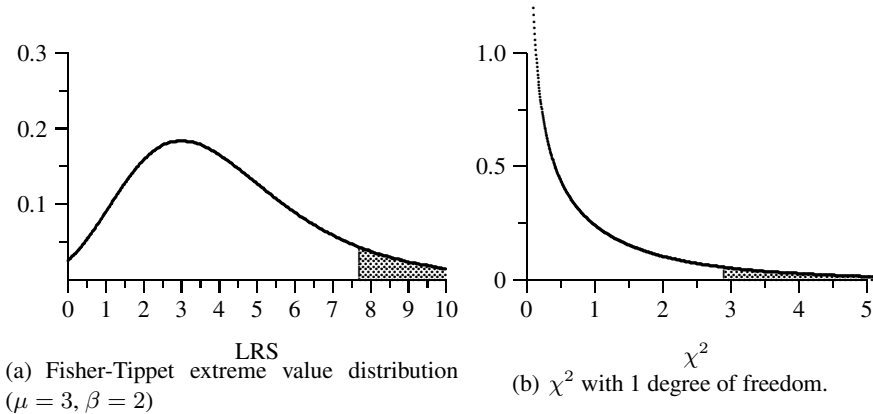 0.3
0.2
0.1
0 1 2 3 4 5 6 7 8 9 10
LRS
(a) Fisher-Tippet extreme value distribution
(μ = 3, β = 2)
1.0
0.5
0
0 1 2 3 4 5
χ²
(b) χ² with 1 degree of freedom.